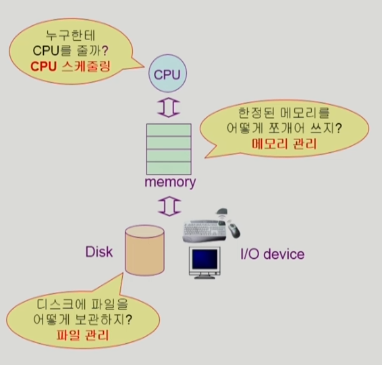 누구한테
CPU를 줄까?
CPU 스케줄링
CPU
한정된 메모리를
어떻게 쪼개어 쓰지?
메모리 관리
memory
Disk
I/O device
디스크에 파일을
어떻게 보관하지?
파일 관리